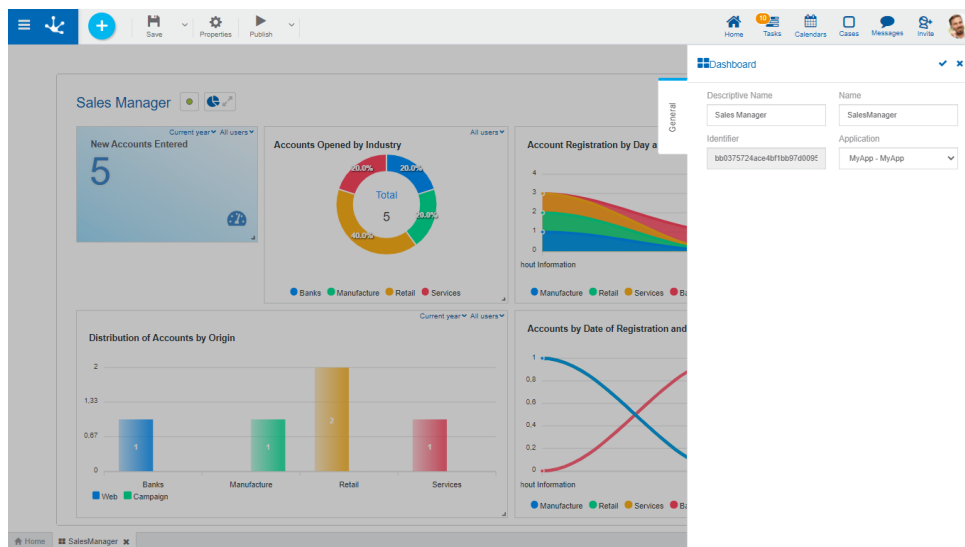 Save
Properties
Publish
Home
10
Tasks
Calendars
Cases
Messages
Invite
Sales Manager
Current year All users
New Accounts Entered
5
All users
Accounts Opened by Industry
20.0% 20.0%
Total
5
20.0%
40.0%
Banks Manufacture Retail Services
Account Registration by Day a
4
3
2
1
0
hout Information
Manufacture Retail Services Ba
Current year All users
Distribution of Accounts by Origin
2
1.33
0.67
0
1
1
2
1
Banks Manufacture Retail Services
Web Campaign
Accounts by Date of Registration and
1
0.8
0.6
0.4
0.2
0
hout Information
Manufacture Retail Services Ba
Dashboard
General
Descriptive Name Name
Sales Manager SalesManager
Identifier Application
bb0375724ace4bf1bb97d0095 MyApp - MyApp
Home SalesManager